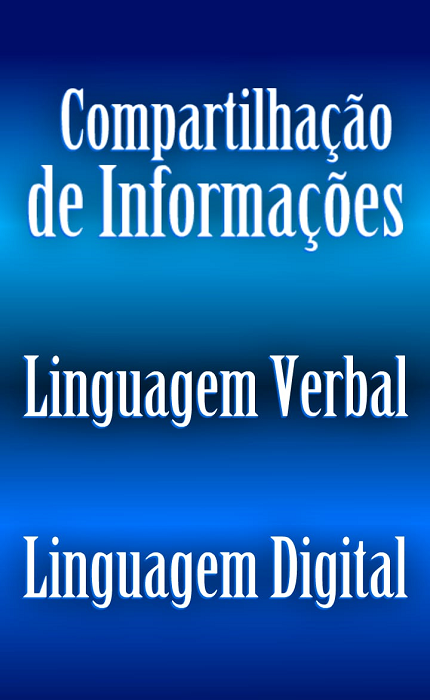 Compartilhação
de Informações
Linguagem Verbal
Linguagem Digital